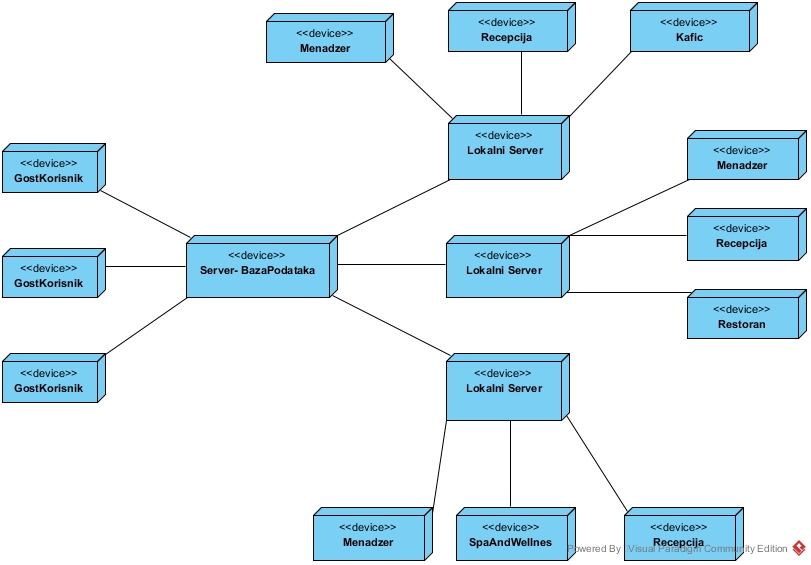 <<device>>
Menadzer
<<device>>
Recepcija
<<device>>
Kafic
<<device>>
Lokalni Server
<<device>>
Menadzer
<<device>>
GostKorisnik
<<device>>
Recepcija
<<device>>
Server- BazaPodataka
<<device>>
Lokalni Server
<<device>>
GostKorisnik
<<device>>
Restoran
<<device>>
GostKorisnik
<<device>>
Lokalni Server
<<device>>
Menadzer
<<device>>
SpaAndWellnes
<<device>>
Recepcija
Powered By Visual Paradigm Community Edition